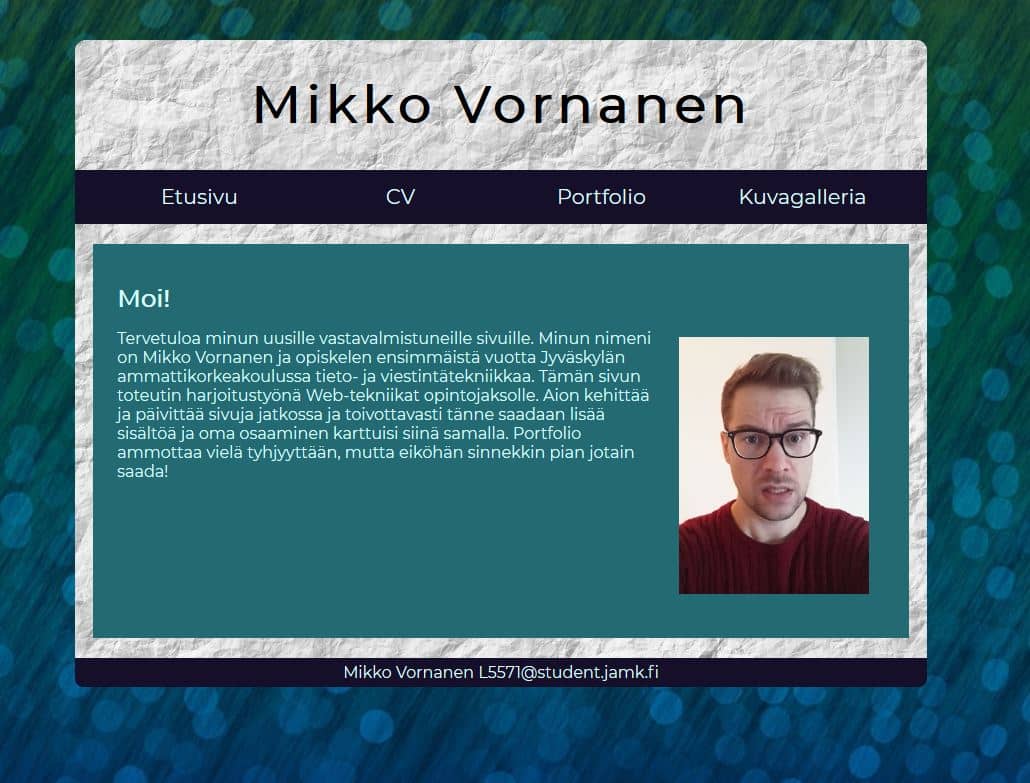 Mikko Vornanen
Etusivu CV Portfolio Kuvagalleria
Moi!
Tervetuloa minun uusille vastavalmistuneille sivuille. Minun nimeni
on Mikko Vornanen ja opiskelen ensimmäistä vuotta Jyväskylän
ammattikorkeakoulussa tieto- ja viestintätekniikkaa. Tämän sivun
toteutin harjoitustyönä Web-tekniikat opintojaksolle. Aion kehittää
ja päivittää sivuja jatkossa ja toivottavasti tänne saadaan lisää
sisältöä ja oma osaaminen karttuisi siinä samalla. Portfolio
ammottaa vielä tyhjyyttään, mutta eiköhän sinnekkin pian jotain
saada!
Mikko Vornanen L5571@student.jamk.fi